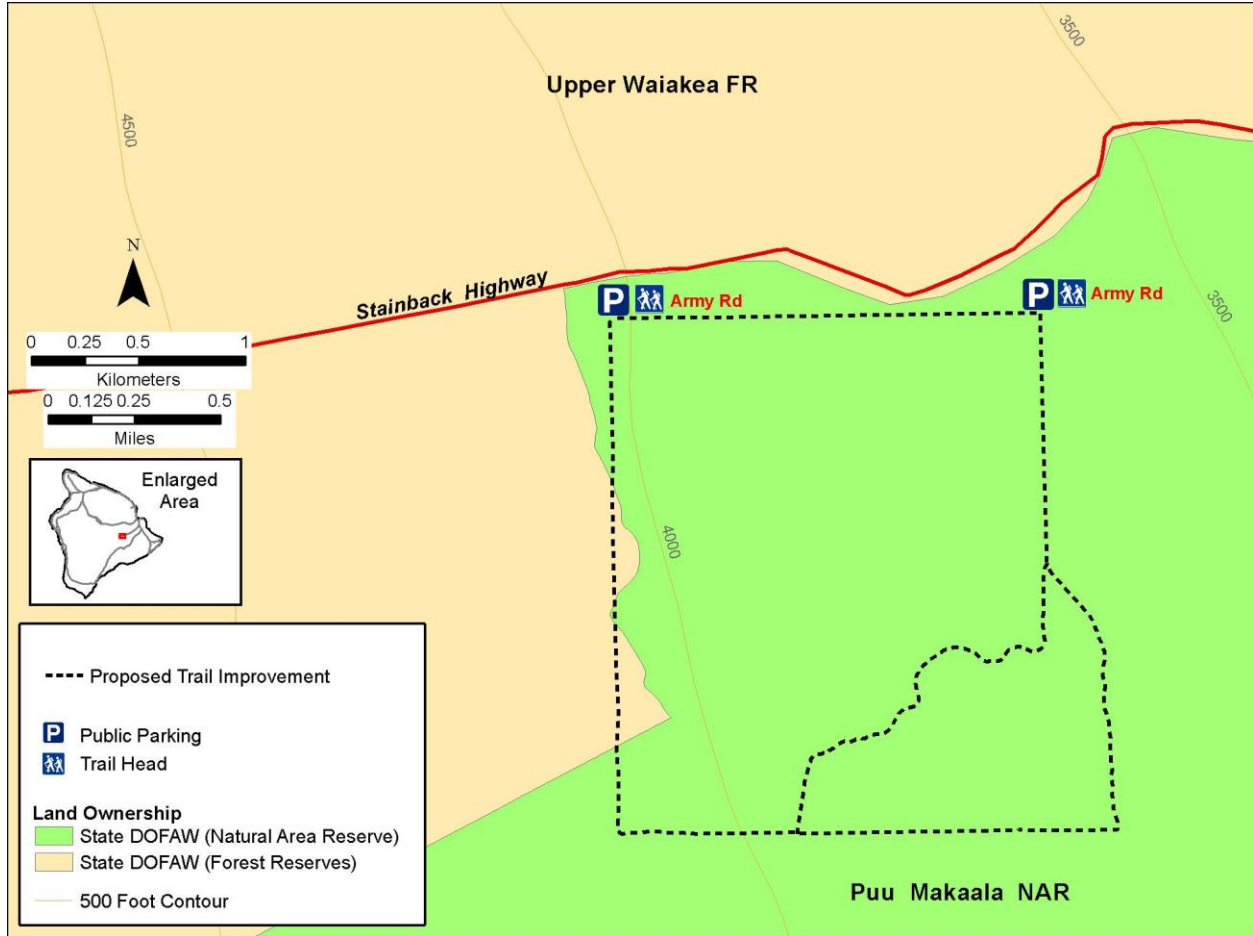 Upper Waiakea FR
3500
4500
N
Stainback Highway
P
Army Rd
P
Army Rd
3500
0 0.25 0.5 1
Kilometers
0 0.125 0.25 0.5
Miles
Enlarged
Area
4000
Proposed Trail Improvement
P Public Parking
Trail Head
Land Ownership
State DOFAW (Natural Area Reserve)
State DOFAW (Forest Reserves)
500 Foot Contour
Puu Makaala NAR